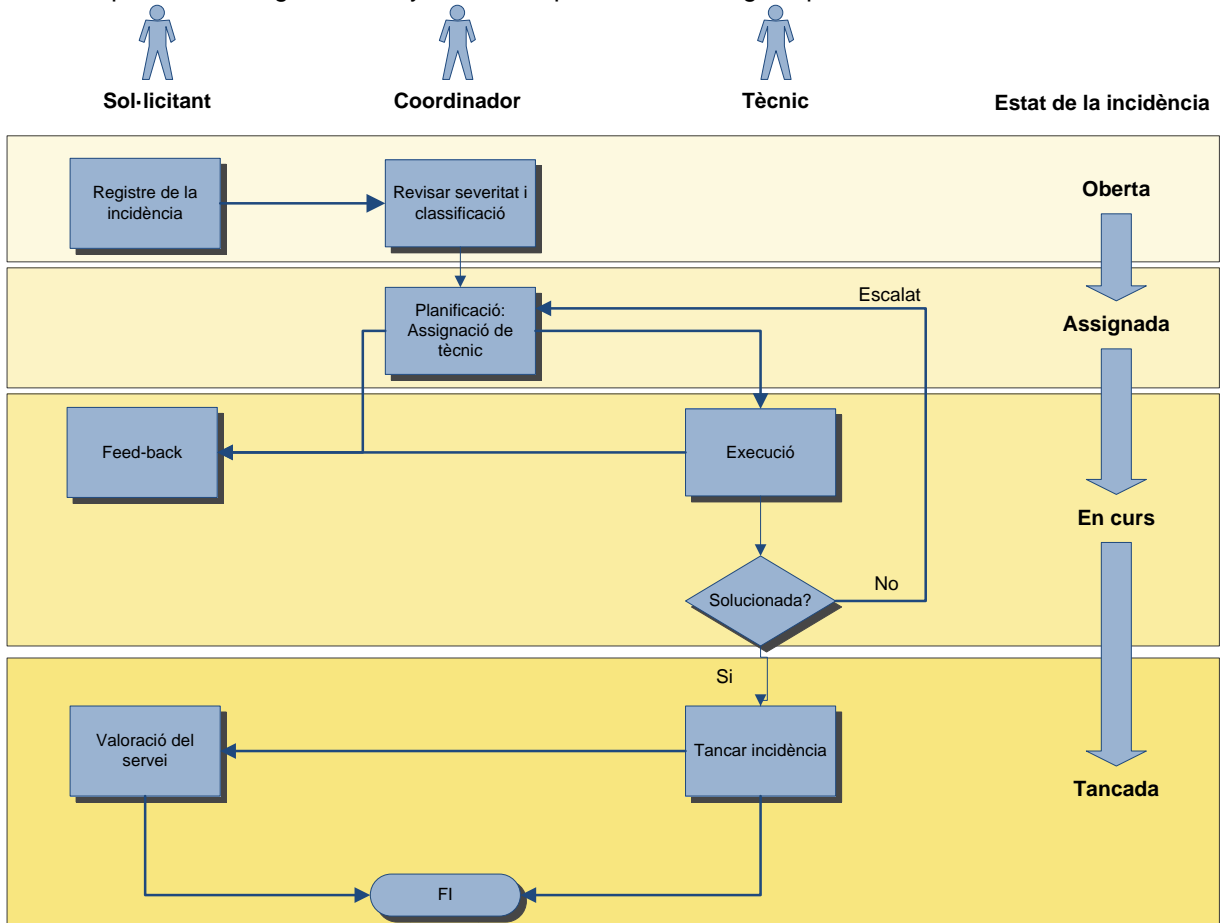 Sol·licitant
Coordinador
Tècnic
Estat de la incidència
Registre de la
incidència
Revisar severitat i
classificació
Oberta
Planificació:
Assignació de
tècnic
Escalat
Assignada
Feed-back
Execució
En curs
Solucionada?
No
Si
Valoració del
servei
Tancar incidència
Tancada
FI